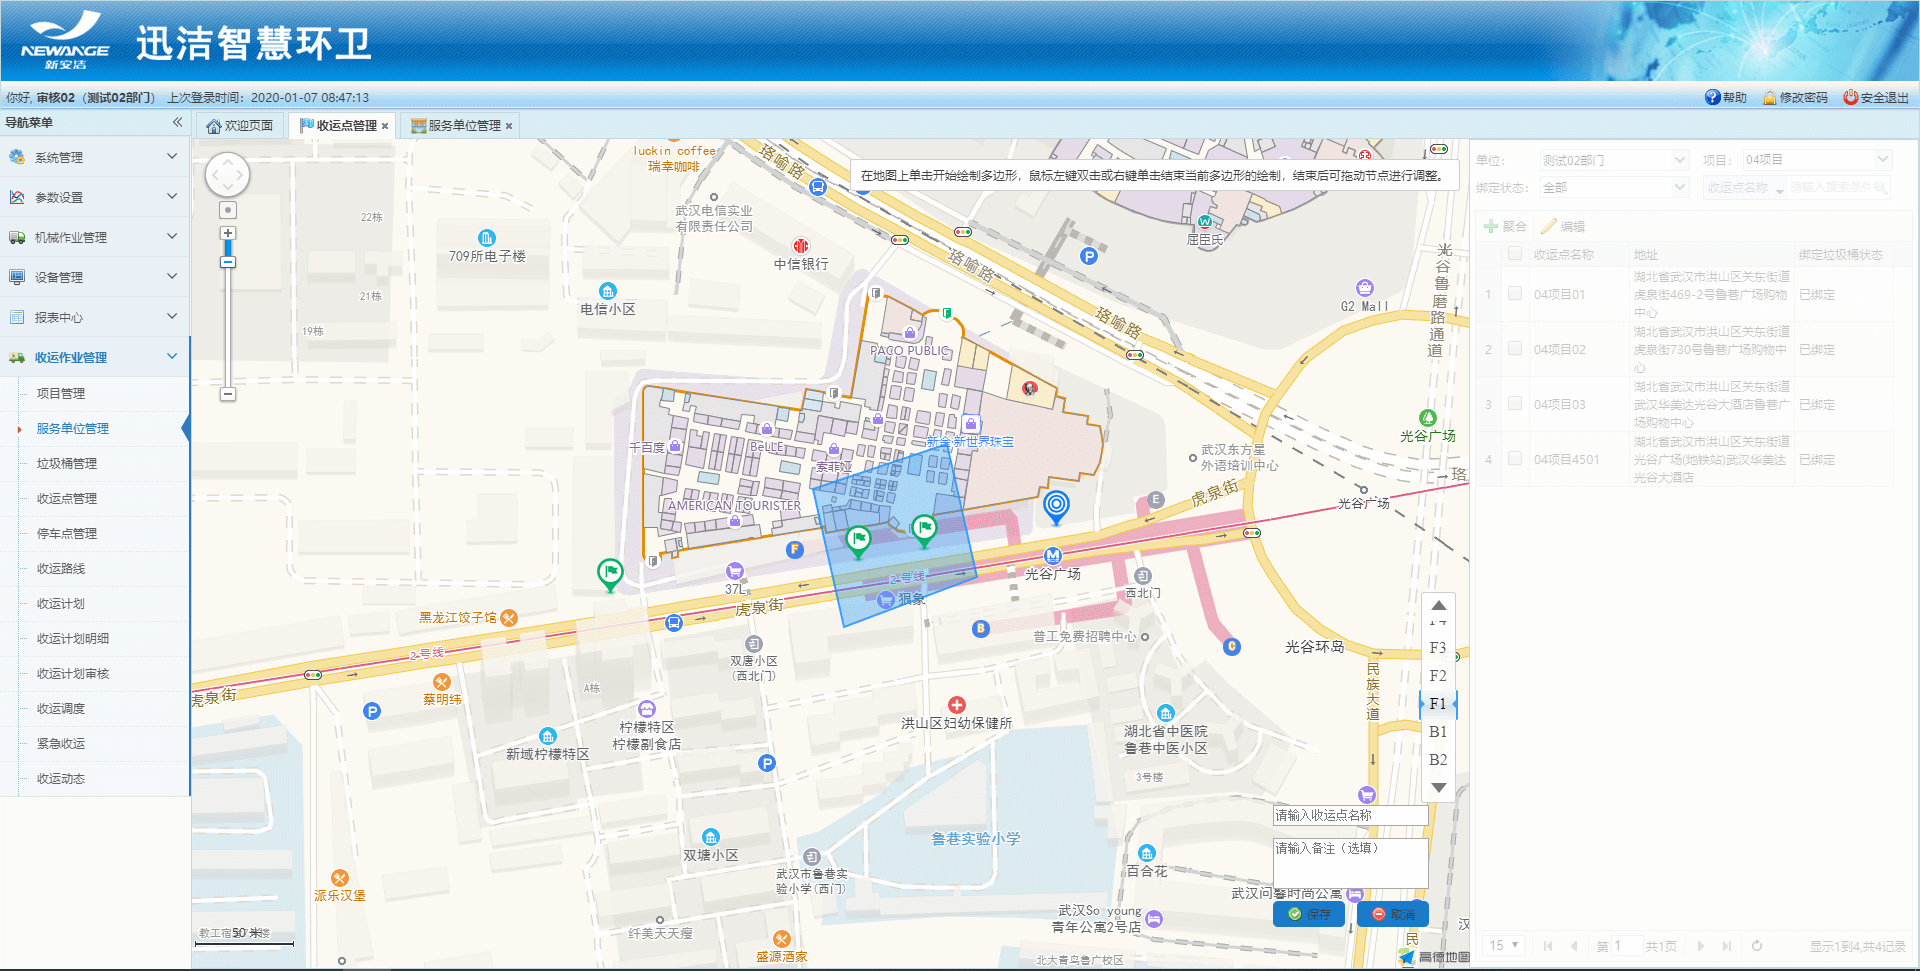 NEWANGE
新安洁
迅洁智慧环卫
你好, 审核02（测试02部门） 上次登录时间：2020-01-07 08:47:13
帮助 修改密码 安全退出
导航菜单
欢迎页面 收运点管理 服务单位管理
系统管理
参数设置
机械作业管理
设备管理
报表中心
收运作业管理
项目管理
服务单位管理
垃圾桶管理
收运点管理
停车点管理
收运路线
收运计划
收运计划明细
收运计划审核
收运调度
紧急收运
收运动态
在地图上单击开始绘制多边形，鼠标左键双击或右键单击结束当前多边形的绘制，结束后可拖动节点进行调整。
luckin coffee
瑞幸咖啡
珞喻路
武汉电信实业
有限责任公司
22栋
709所电子楼
中信银行
屈臣氏
珞喻路
光谷鲁磨路通道
21栋
电信小区
G2 Mall
珞喻路
19栋
PACO PUBLIC
千百度
BeLLE
新金·新世界珠宝
光谷广场
索菲娅
武汉东方星
外语培训中心
珞
AMERICAN TOURISTER
虎泉街
光谷广场
E
F
37L
2号线
光谷广场
西北门
狠象
虎泉街
黑龙江饺子馆
2号线
B
普工免费招聘中心
C
光谷环岛
双唐小区
(西北门)
A栋
蔡明纬
虎泉街
民族大道
柠檬特区
柠檬副食店
洪山区妇幼保健所
湖北省中医院
鲁巷中医小区
新域柠檬特区
3号楼
鲁巷实验小学
双塘小区
武汉市鲁巷实
验小学(西门)
百合花
派乐汉堡
武汉问馨时尚公寓
武汉So young
青年公寓2号店
纤美天天瘦
盛源酒家
北大青鸟鲁广校区
民
汉
50 米
高德地图
F3
F2
F1
B1
B2
请输入收运点名称
请输入备注（选填）
保存 取消
单位： 测试02部门 项目： 04项目
绑定状态： 全部 收运点名称 请输入搜索条件
聚合 编辑
收运点名称 地址 绑定垃圾桶状态
1 04项目01 湖北省武汉市洪山区关东街道
虎泉街469-2号鲁巷广场购物
中心 已绑定
2 04项目02 湖北省武汉市洪山区关东街道
虎泉街730号鲁巷广场购物中
心 已绑定
3 04项目03 湖北省武汉市洪山区关东街道
武汉华美达光谷大酒店鲁巷广
场购物中心 已绑定
4 04项目4501 湖北省武汉市洪山区关东街道
光谷广场(地铁站)武汉华美达
光谷大酒店 已绑定
15 第 1 共1页 显示1到4,共4记录